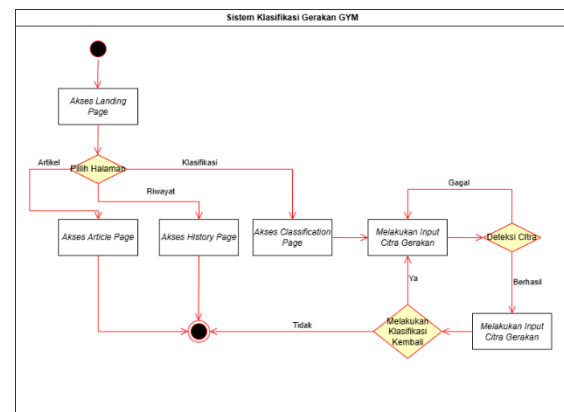 Sistem Klasifikasi Gerakan GYM
Akses Landing
Page
Artikel
Pilih Halaman
Klasifikasi
Riwayat
Gagal
Akses Article Page
Akses History Page
Akses Classification
Page
Melakukan Input
Citra Gerakan
Deteksi Citra
Ya
Berhasil
Tidak
Melakukan
Klasifikasi
Kembali
Melakukan Input
Citra Gerakan